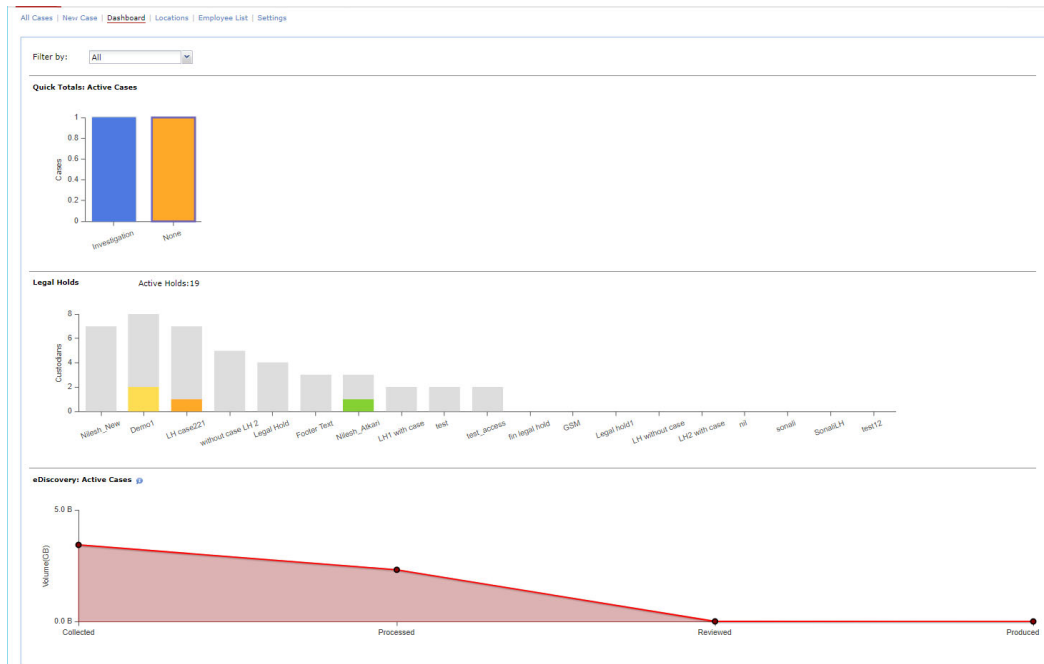 All Cases | New Case | Dashboard | Locations | Employee List | Settings
Filter by: All
Quick Totals: Active Cases
1
0.8
0.6
0.4
0.2
0
Cases
Investigation None
Legal Holds Active Holds:19
8
6
4
2
0
Custodians
Nilesh_New Demo1 LH case221 without case LH 2 Legal Hold Footer Text Nilesh_Atkari LH1 with case test test_access fin legal hold GSM Legal hold1 LH without case LH2 with case nil sonali SonaliLH test12
eDiscovery: Active Cases
5.0 B
Volume(GB)
0.0 B
Collected Processed Reviewed Produced